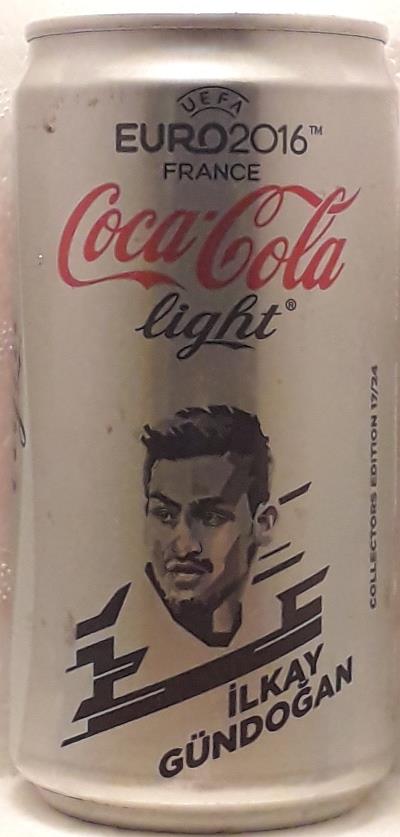 UEFA
EURO2016™
FRANCE
Coca-Cola
light®
COLLECTORS EDITION 17/24
İLKAY
GÜNDOĞAN